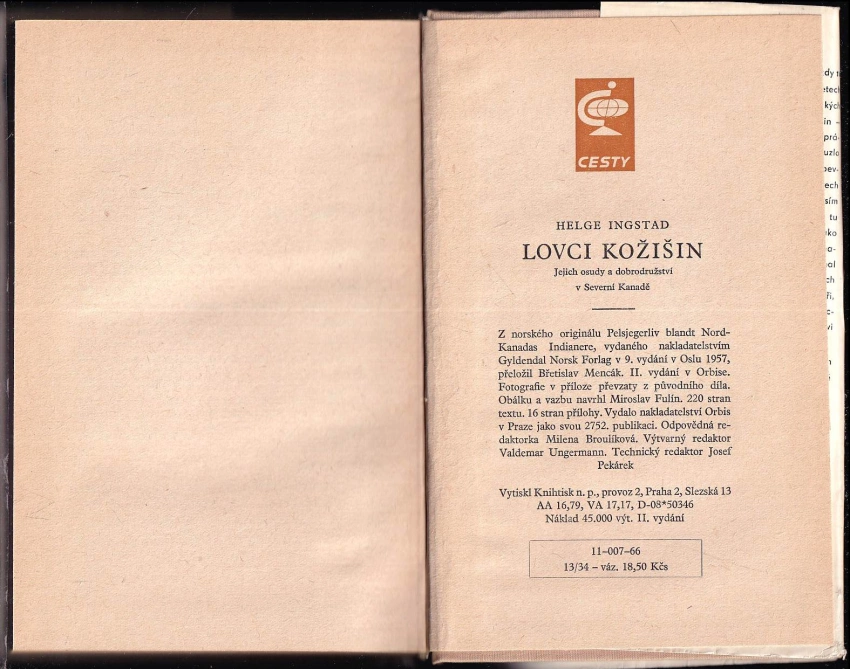 CESTY
HELGE INGSTAD
LOVCI KOŽIŠIN
Jejich osudy a dobrodružství
v Severní Kanadě
Z norského originálu Pelsjegerliv blandt Nord-
Kanadas Indianere, vydaného nakladatelstvím
Gyldendal Norsk Forlag v 9. vydání v Oslu 1957,
přeložil Břetislav Mencák. II. vydání v Orbise.
Fotografie v příloze převzaty z původního díla.
Obálku a vazbu navrhl Miroslav Fulín. 220 stran
textu. 16 stran přílohy. Vydalo nakladatelství Orbis
v Praze jako svou 2752. publikaci. Odpovědná re-
daktorka Milena Broulíková. Výtvarný redaktor
Valdemar Ungermann. Technický redaktor Josef
Pekárek
Vytiskl Knihtisk n. p., provoz 2, Praha 2, Slezská 13
AA 16,79, VA 17,17, D-08*50346
Náklad 45.000 výt. II. vydání
11-007-66
13/34 – váz. 18,50 Kčs